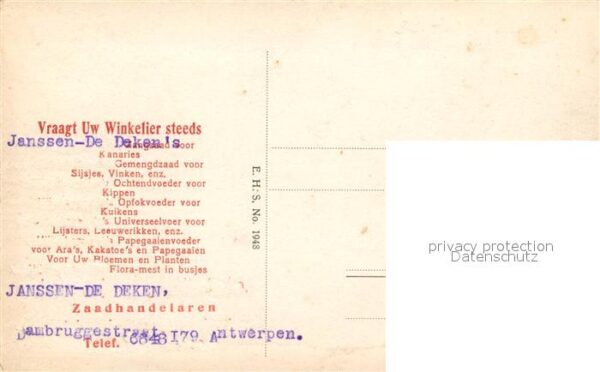 Vraagt Uw Winkelier steeds
Janssen-De Deken's
Zangzaad voor
Kanaries
Gemengdzaad voor
Sijsjes, Vinken, enz.
Ochtendvoeder voor
Kippen
Opfokvoeder voor
Kuikens
's Universeelvoer voor
Lijsters, Leeuwerikken, enz.
's Papegaaienvoeder
voor Ara's, Kakatoe's en Papegaaien
Voor Uw Bloemen en Planten
Flora-mest in busjes
JANSSEN-DE DEKEN,
Zaadhandelaren
Dambruggestraat 179 Antwerpen.
Telef.
E. H. S. No. 1948
privacy protection
Datenschutz